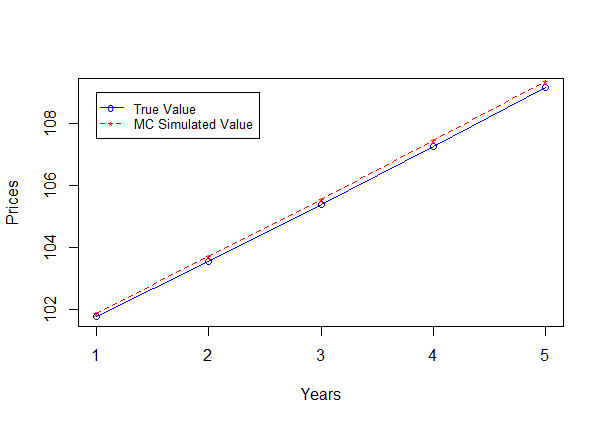 True Value
MC Simulated Value
Prices
108
106
104
102
1 2 3 4 5
Years